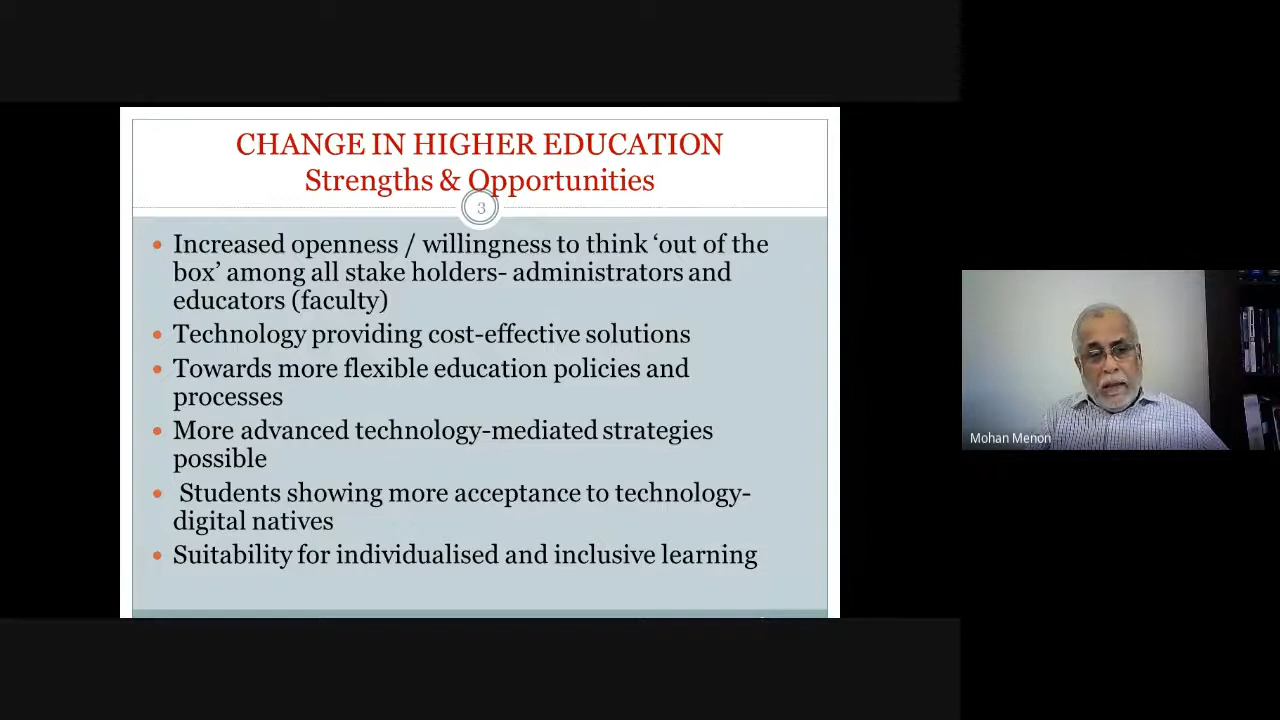 CHANGE IN HIGHER EDUCATION
Strengths & Opportunities
3
• Increased openness / willingness to think ‘out of the
box’ among all stake holders- administrators and
educators (faculty)
• Technology providing cost-effective solutions
• Towards more flexible education policies and
processes
• More advanced technology-mediated strategies
possible
• Students showing more acceptance to technology-
digital natives
• Suitability for individualised and inclusive learning
Mohan Menon